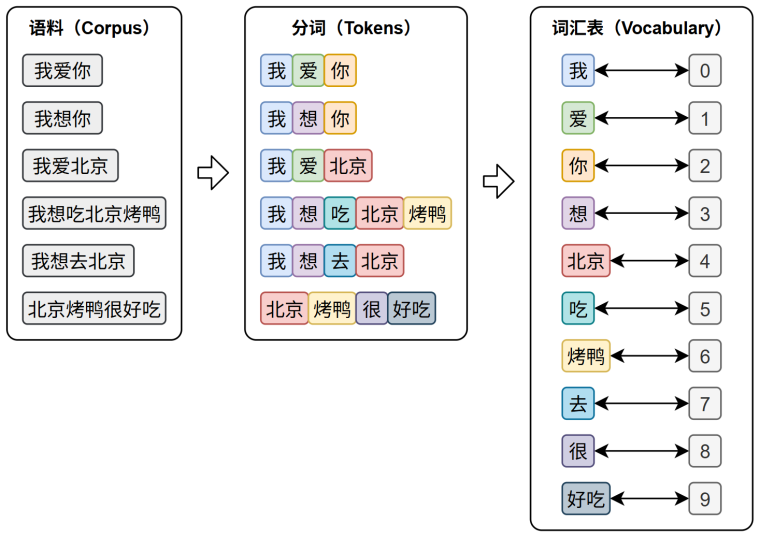 语料（Corpus）
我爱你
我想你
我爱北京
我想吃北京烤鸭
我想去北京
北京烤鸭很好吃
分词（Tokens）
我 爱 你
我 想 你
我 爱 北京
我 想 吃 北京 烤鸭
我 想 去 北京
北京 烤鸭 很 好吃
词汇表（Vocabulary）
我 0
爱 1
你 2
想 3
北京 4
吃 5
烤鸭 6
去 7
很 8
好吃 9